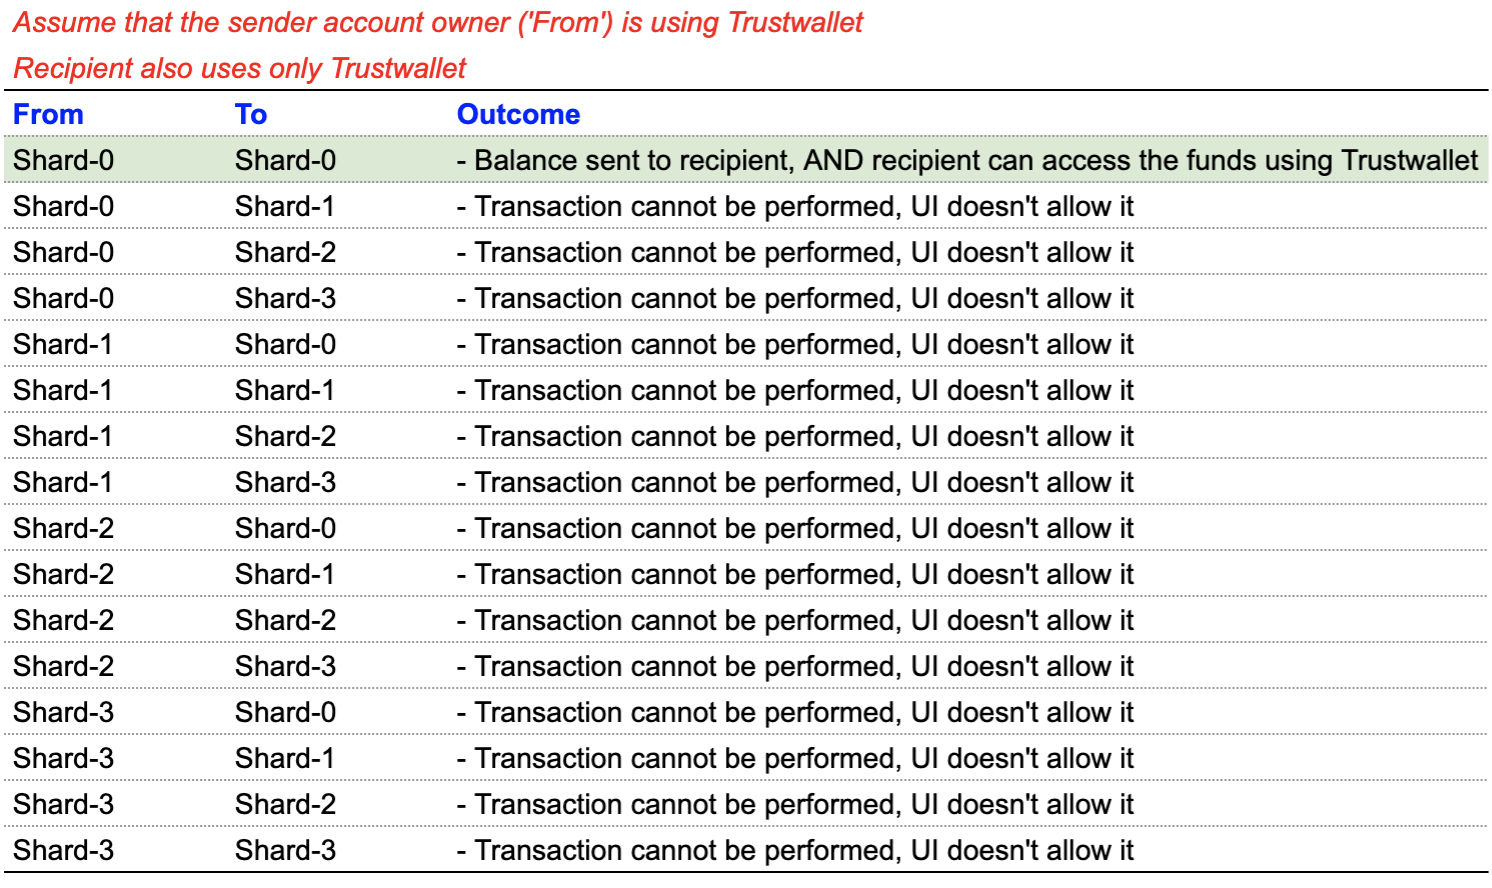 Assume that the sender account owner ('From') is using Trustwallet
Recipient also uses only Trustwallet
From To Outcome
Shard-0 Shard-0 - Balance sent to recipient, AND recipient can access the funds using Trustwallet
Shard-0 Shard-1 - Transaction cannot be performed, UI doesn't allow it
Shard-0 Shard-2 - Transaction cannot be performed, UI doesn't allow it
Shard-0 Shard-3 - Transaction cannot be performed, UI doesn't allow it
Shard-1 Shard-0 - Transaction cannot be performed, UI doesn't allow it
Shard-1 Shard-1 - Transaction cannot be performed, UI doesn't allow it
Shard-1 Shard-2 - Transaction cannot be performed, UI doesn't allow it
Shard-1 Shard-3 - Transaction cannot be performed, UI doesn't allow it
Shard-2 Shard-0 - Transaction cannot be performed, UI doesn't allow it
Shard-2 Shard-1 - Transaction cannot be performed, UI doesn't allow it
Shard-2 Shard-2 - Transaction cannot be performed, UI doesn't allow it
Shard-2 Shard-3 - Transaction cannot be performed, UI doesn't allow it
Shard-3 Shard-0 - Transaction cannot be performed, UI doesn't allow it
Shard-3 Shard-1 - Transaction cannot be performed, UI doesn't allow it
Shard-3 Shard-2 - Transaction cannot be performed, UI doesn't allow it
Shard-3 Shard-3 - Transaction cannot be performed, UI doesn't allow it